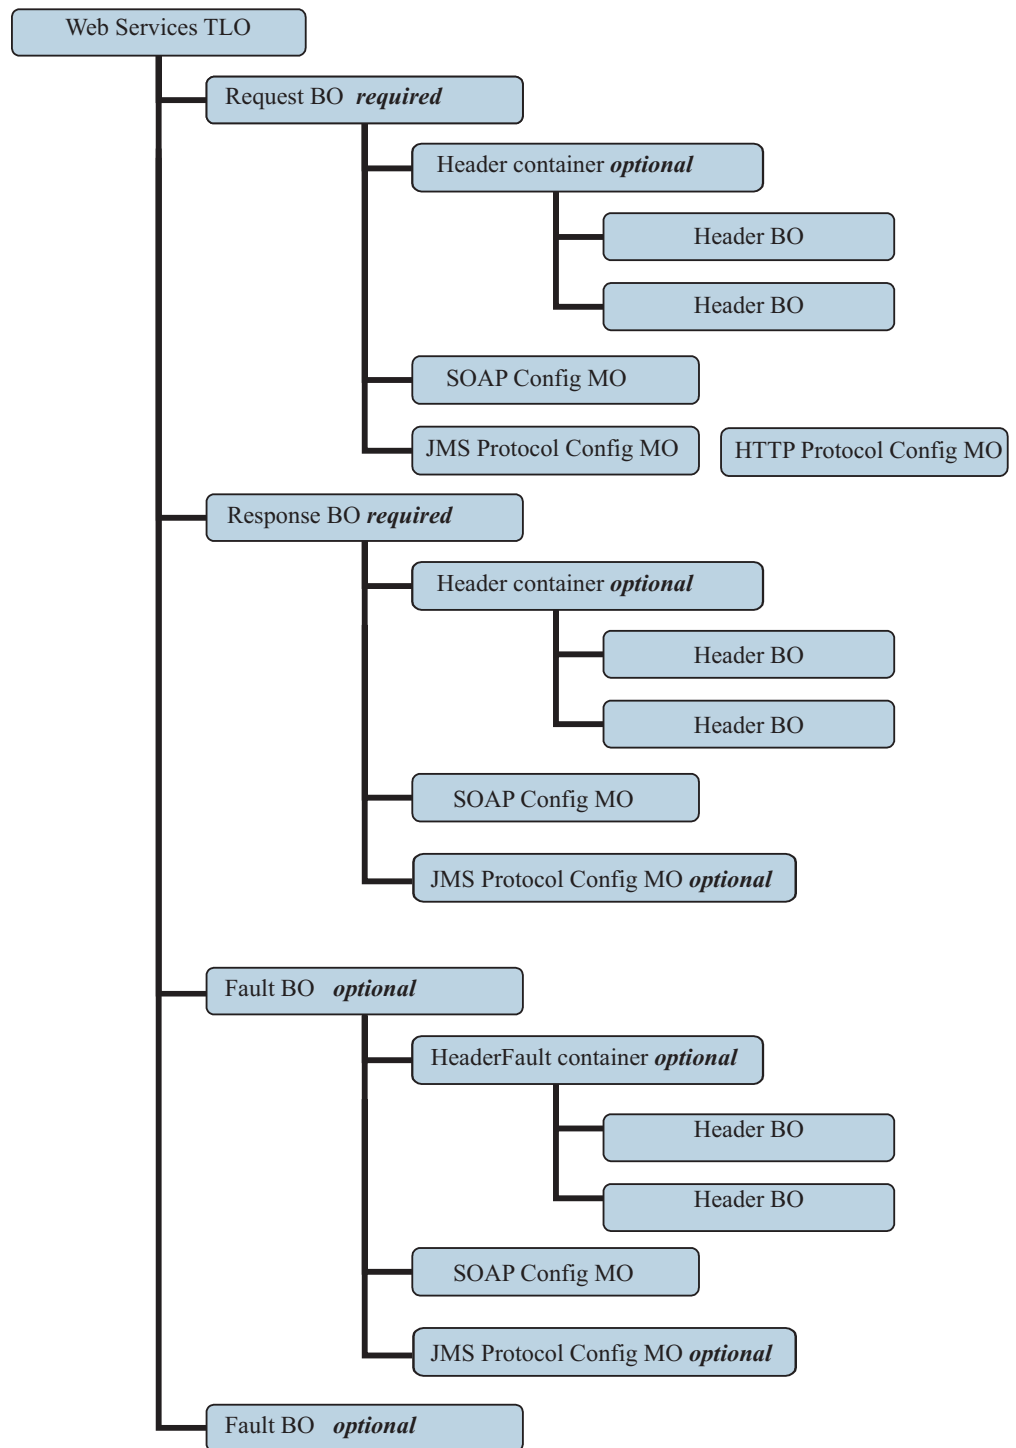 Web Services TLO
Request BO required
Header container optional
Header BO
Header BO
SOAP Config MO
JMS Protocol Config MO
HTTP Protocol Config MO
Response BO required
Header container optional
Header BO
Header BO
SOAP Config MO
JMS Protocol Config MO optional
Fault BO optional
HeaderFault container optional
Header BO
Header BO
SOAP Config MO
JMS Protocol Config MO optional
Fault BO optional